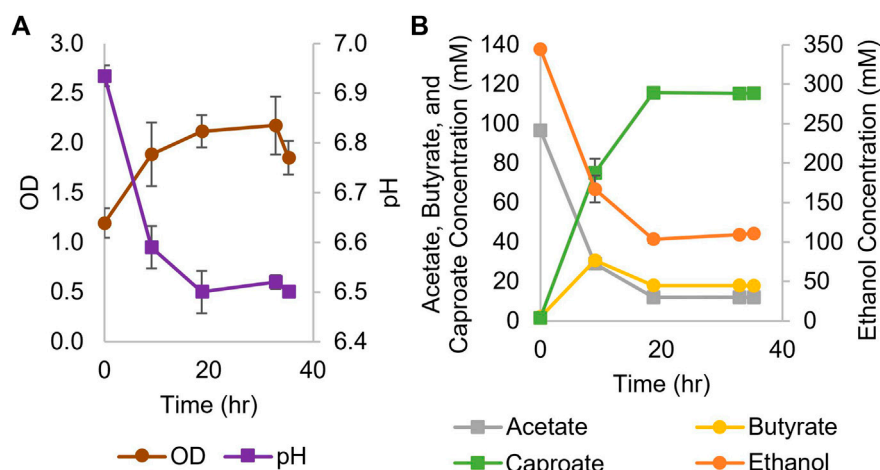 A
3.0
2.5
2.0
1.5
1.0
0.5
0.0
OD
7.0
6.9
6.8
6.7
6.6
6.5
6.4
pH
0 20 40
Time (hr)
OD pH
B
140
120
100
80
60
40
20
0
Acetate, Butyrate, and
Caproate Concentration (mM)
350
300
250
200
150
100
50
0
Ethanol Concentration (mM)
0 20 40
Time (hr)
Acetate Butyrate
Caproate Ethanol